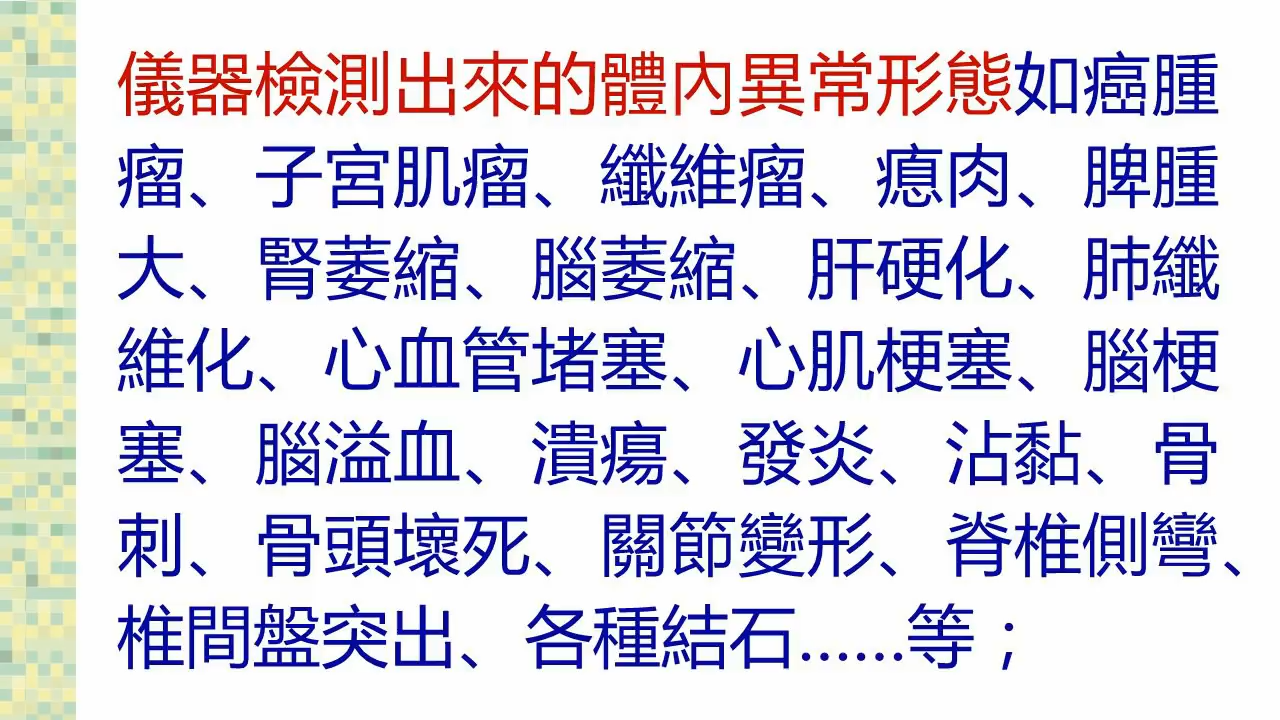 儀器檢測出來的體內異常形態如癌腫
瘤、子宮肌瘤、纖維瘤、瘜肉、脾腫
大、腎萎縮、腦萎縮、肝硬化、肺纖
維化、心血管堵塞、心肌梗塞、腦梗
塞、腦溢血、潰瘍、發炎、沾黏、骨
刺、骨頭壞死、關節變形、脊椎側彎、
椎間盤突出、各種結石……等；